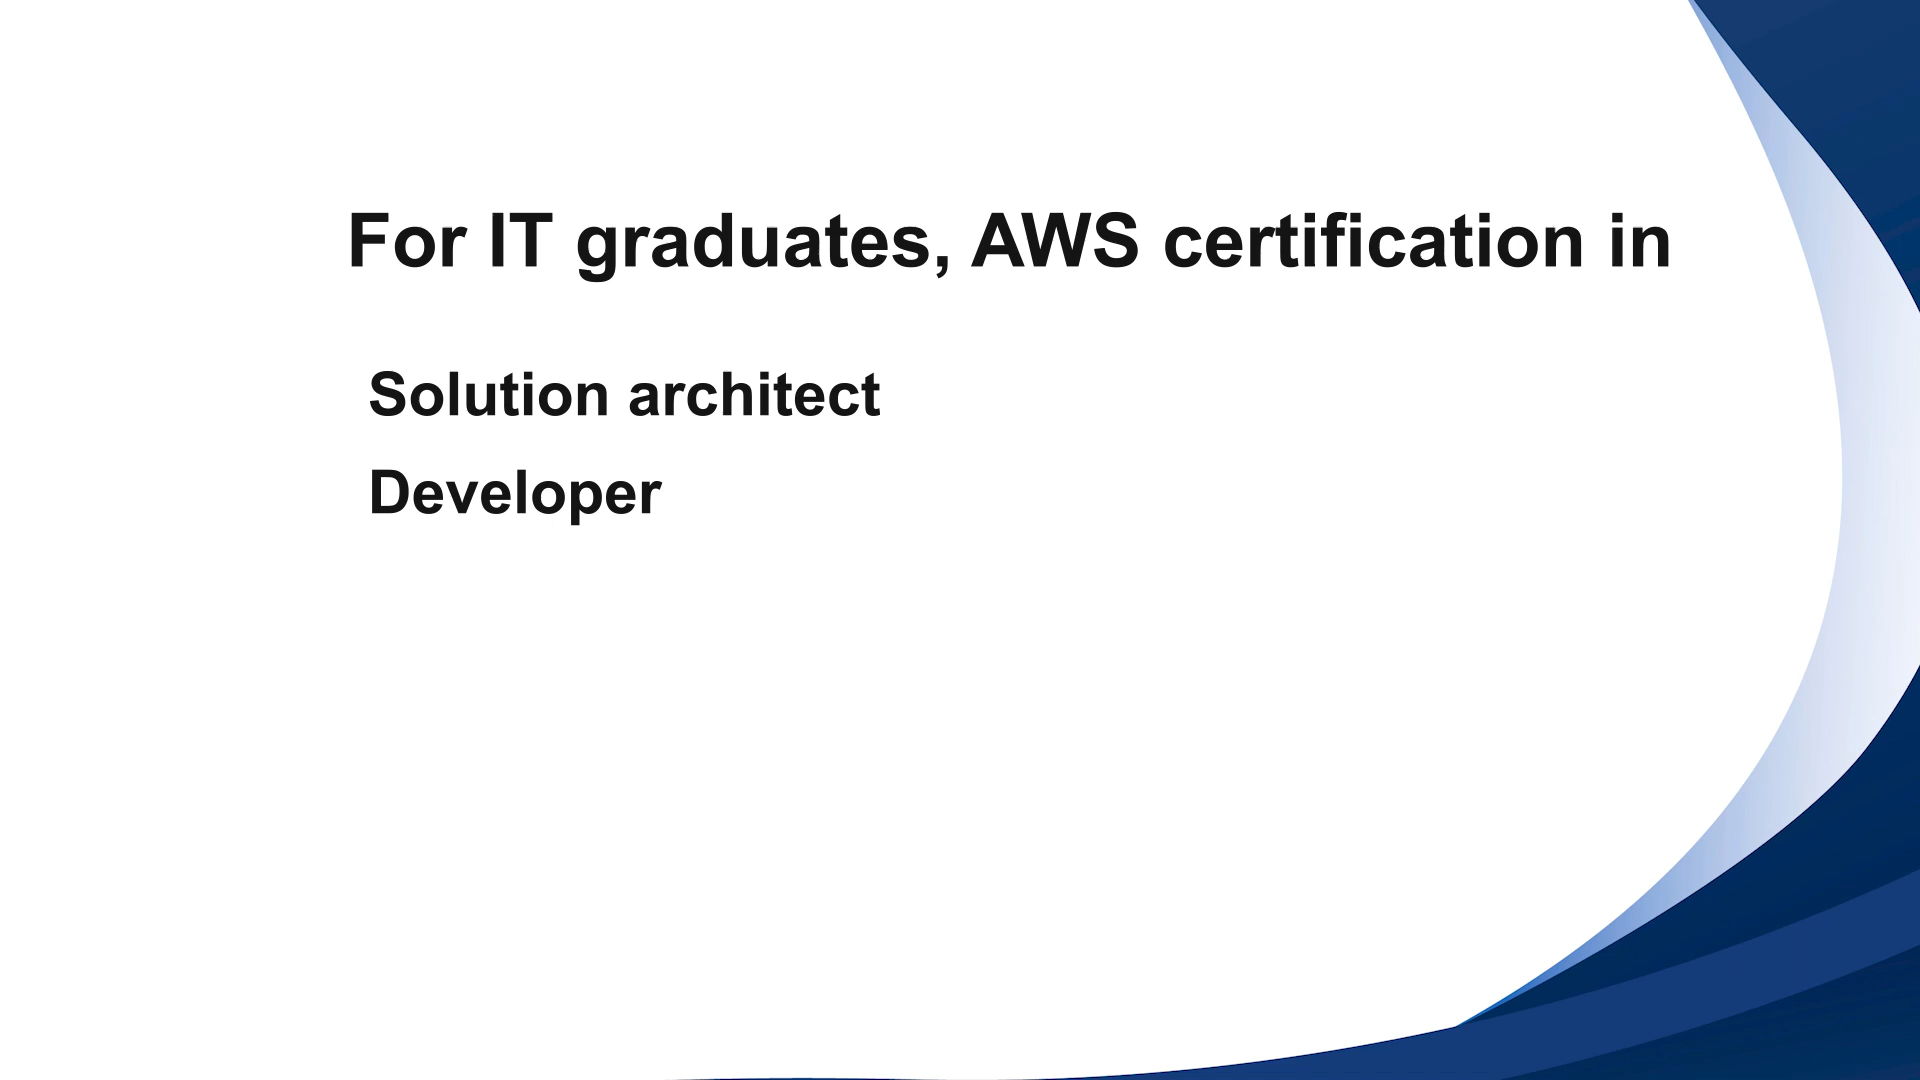 For IT graduates, AWS certification in
Solution architect
Developer